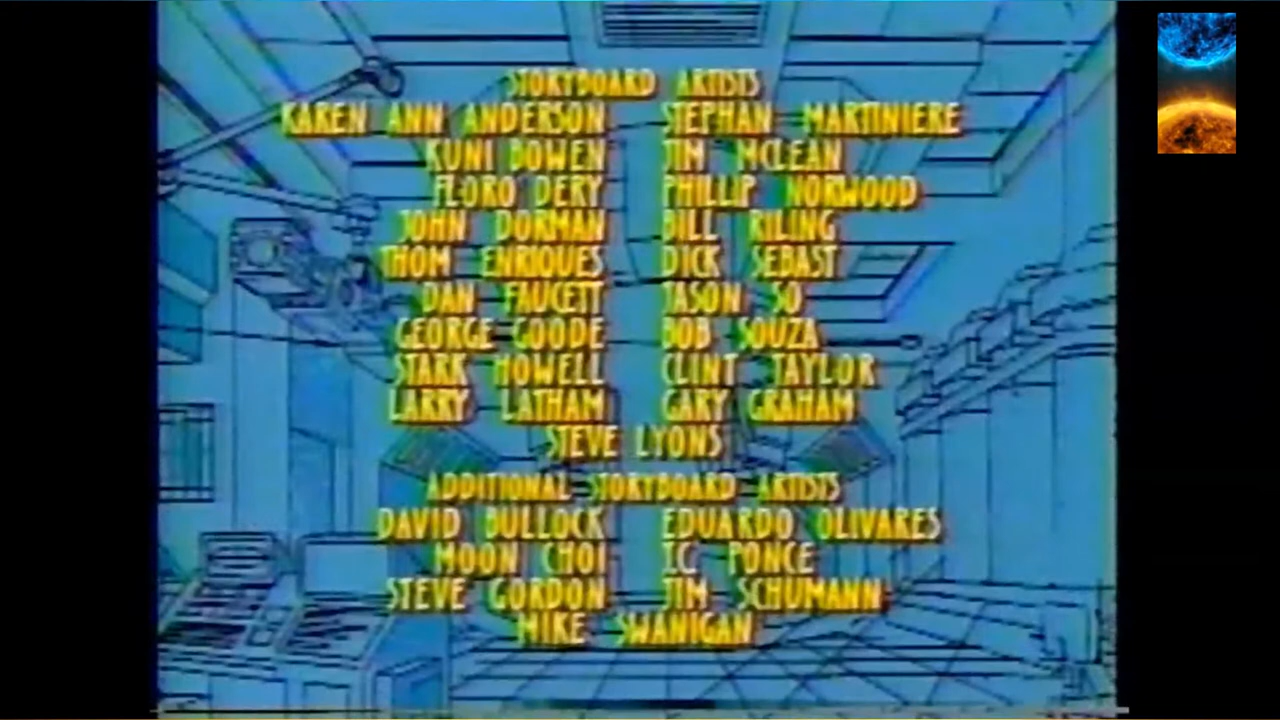 STORYBOARD ARTISTS
KAREN ANN ANDERSON STEPHAN MARTINIERE
KUNI BOWEN JIM MCLEAN
FLORO DERY PHILLIP NORWOOD
JOHN DORMAN BILL RILING
THOM ENRIQUES DICK SEBAST
DAN FAUCETT JASON SO
GEORGE GOODE BOB SOUZA
STARK HOWELL CLINT TAYLOR
LARRY LATHAM GARY GRAHAM
STEVE LYONS
ADDITIONAL STORYBOARD ARTISTS
DAVID BULLOCK EDUARDO OLIVARES
MOON CHOI I.C PONCE
STEVE GORDON JIM SCHUMANN
MIKE SWANIGAN